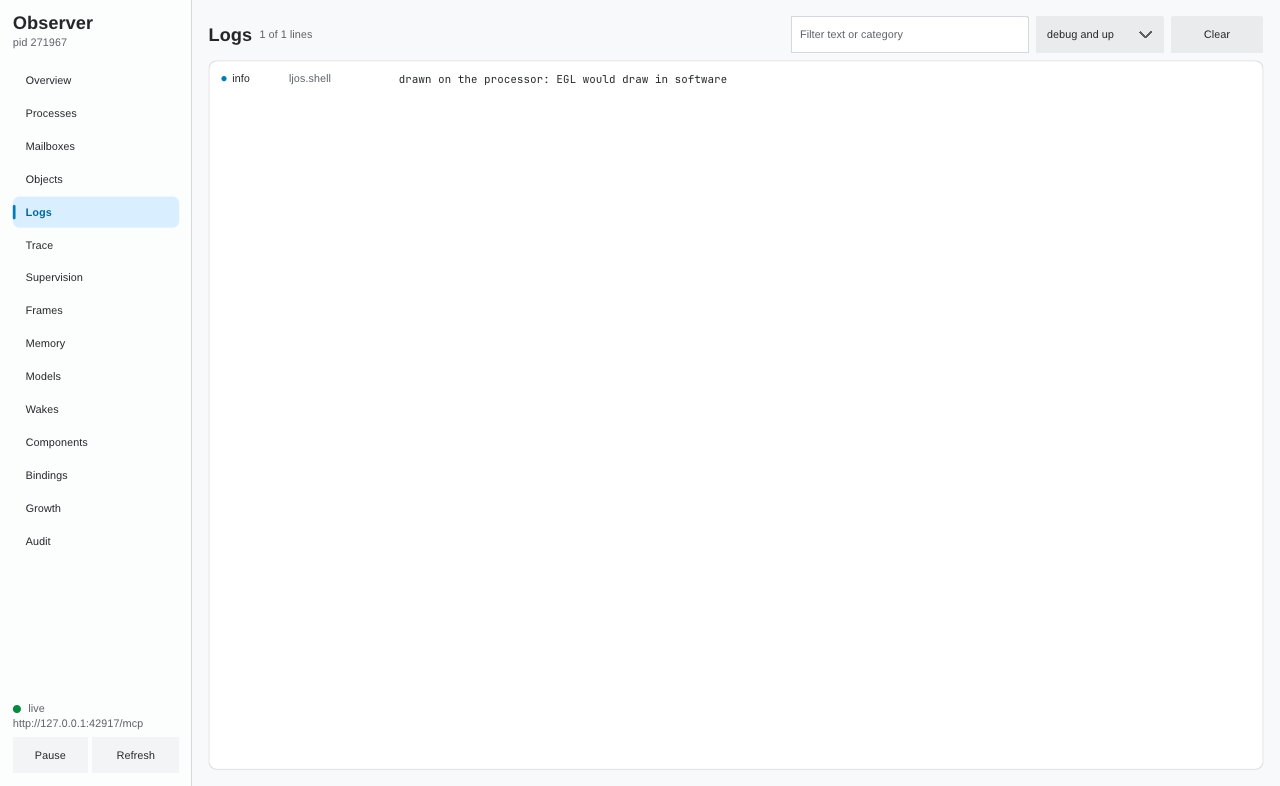 Observer
pid 271967
Overview
Processes
Mailboxes
Objects
Logs
Trace
Supervision
Frames
Memory
Models
Wakes
Components
Bindings
Growth
Audit
live
http://127.0.0.1:42917/mcp
Pause Refresh
Logs 1 of 1 lines Filter text or category debug and up Clear
info ljos.shell drawn on the processor: EGL would draw in software